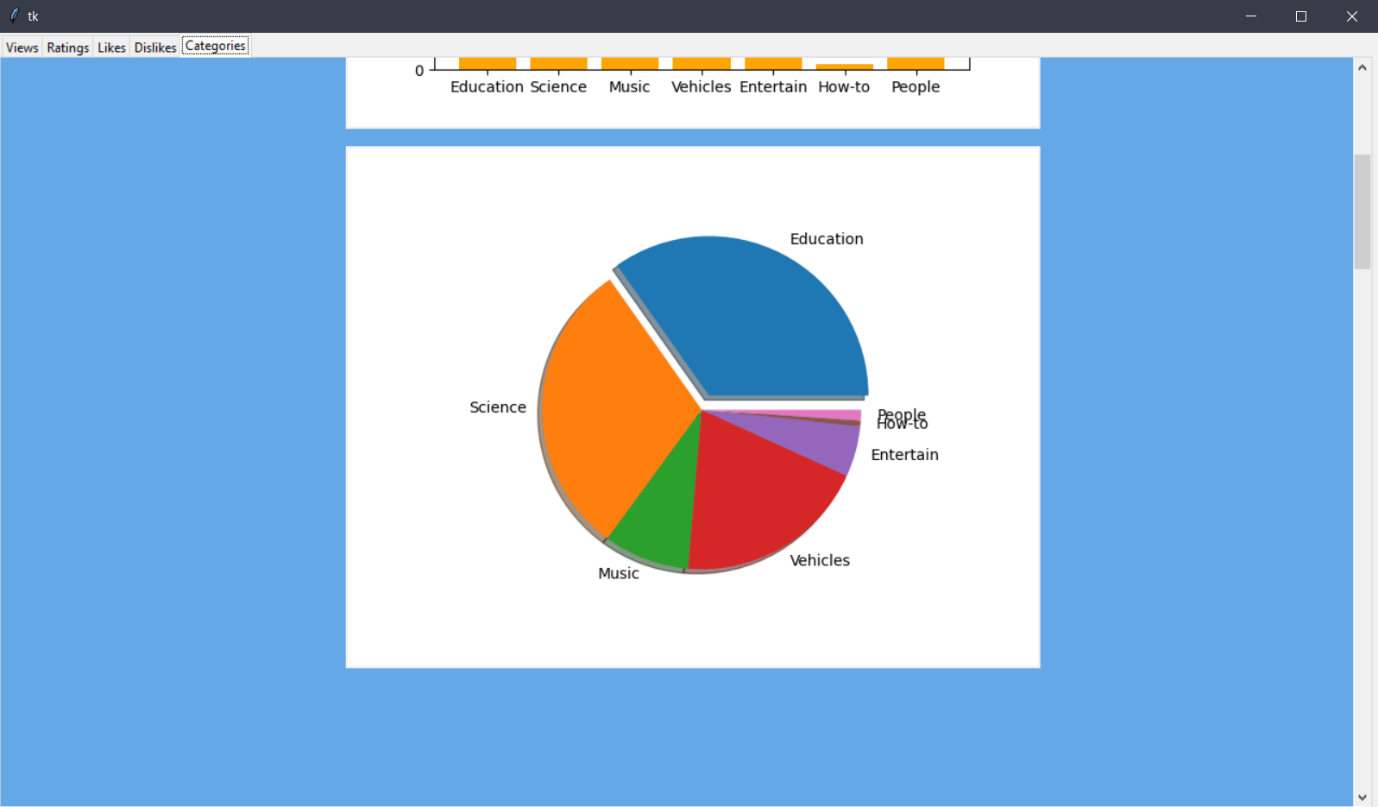 tk
Views Ratings Likes Dislikes Categories
0
Education Science Music Vehicles Entertain How-to People
Education
Science
People
How-to
Entertain
Vehicles
Music